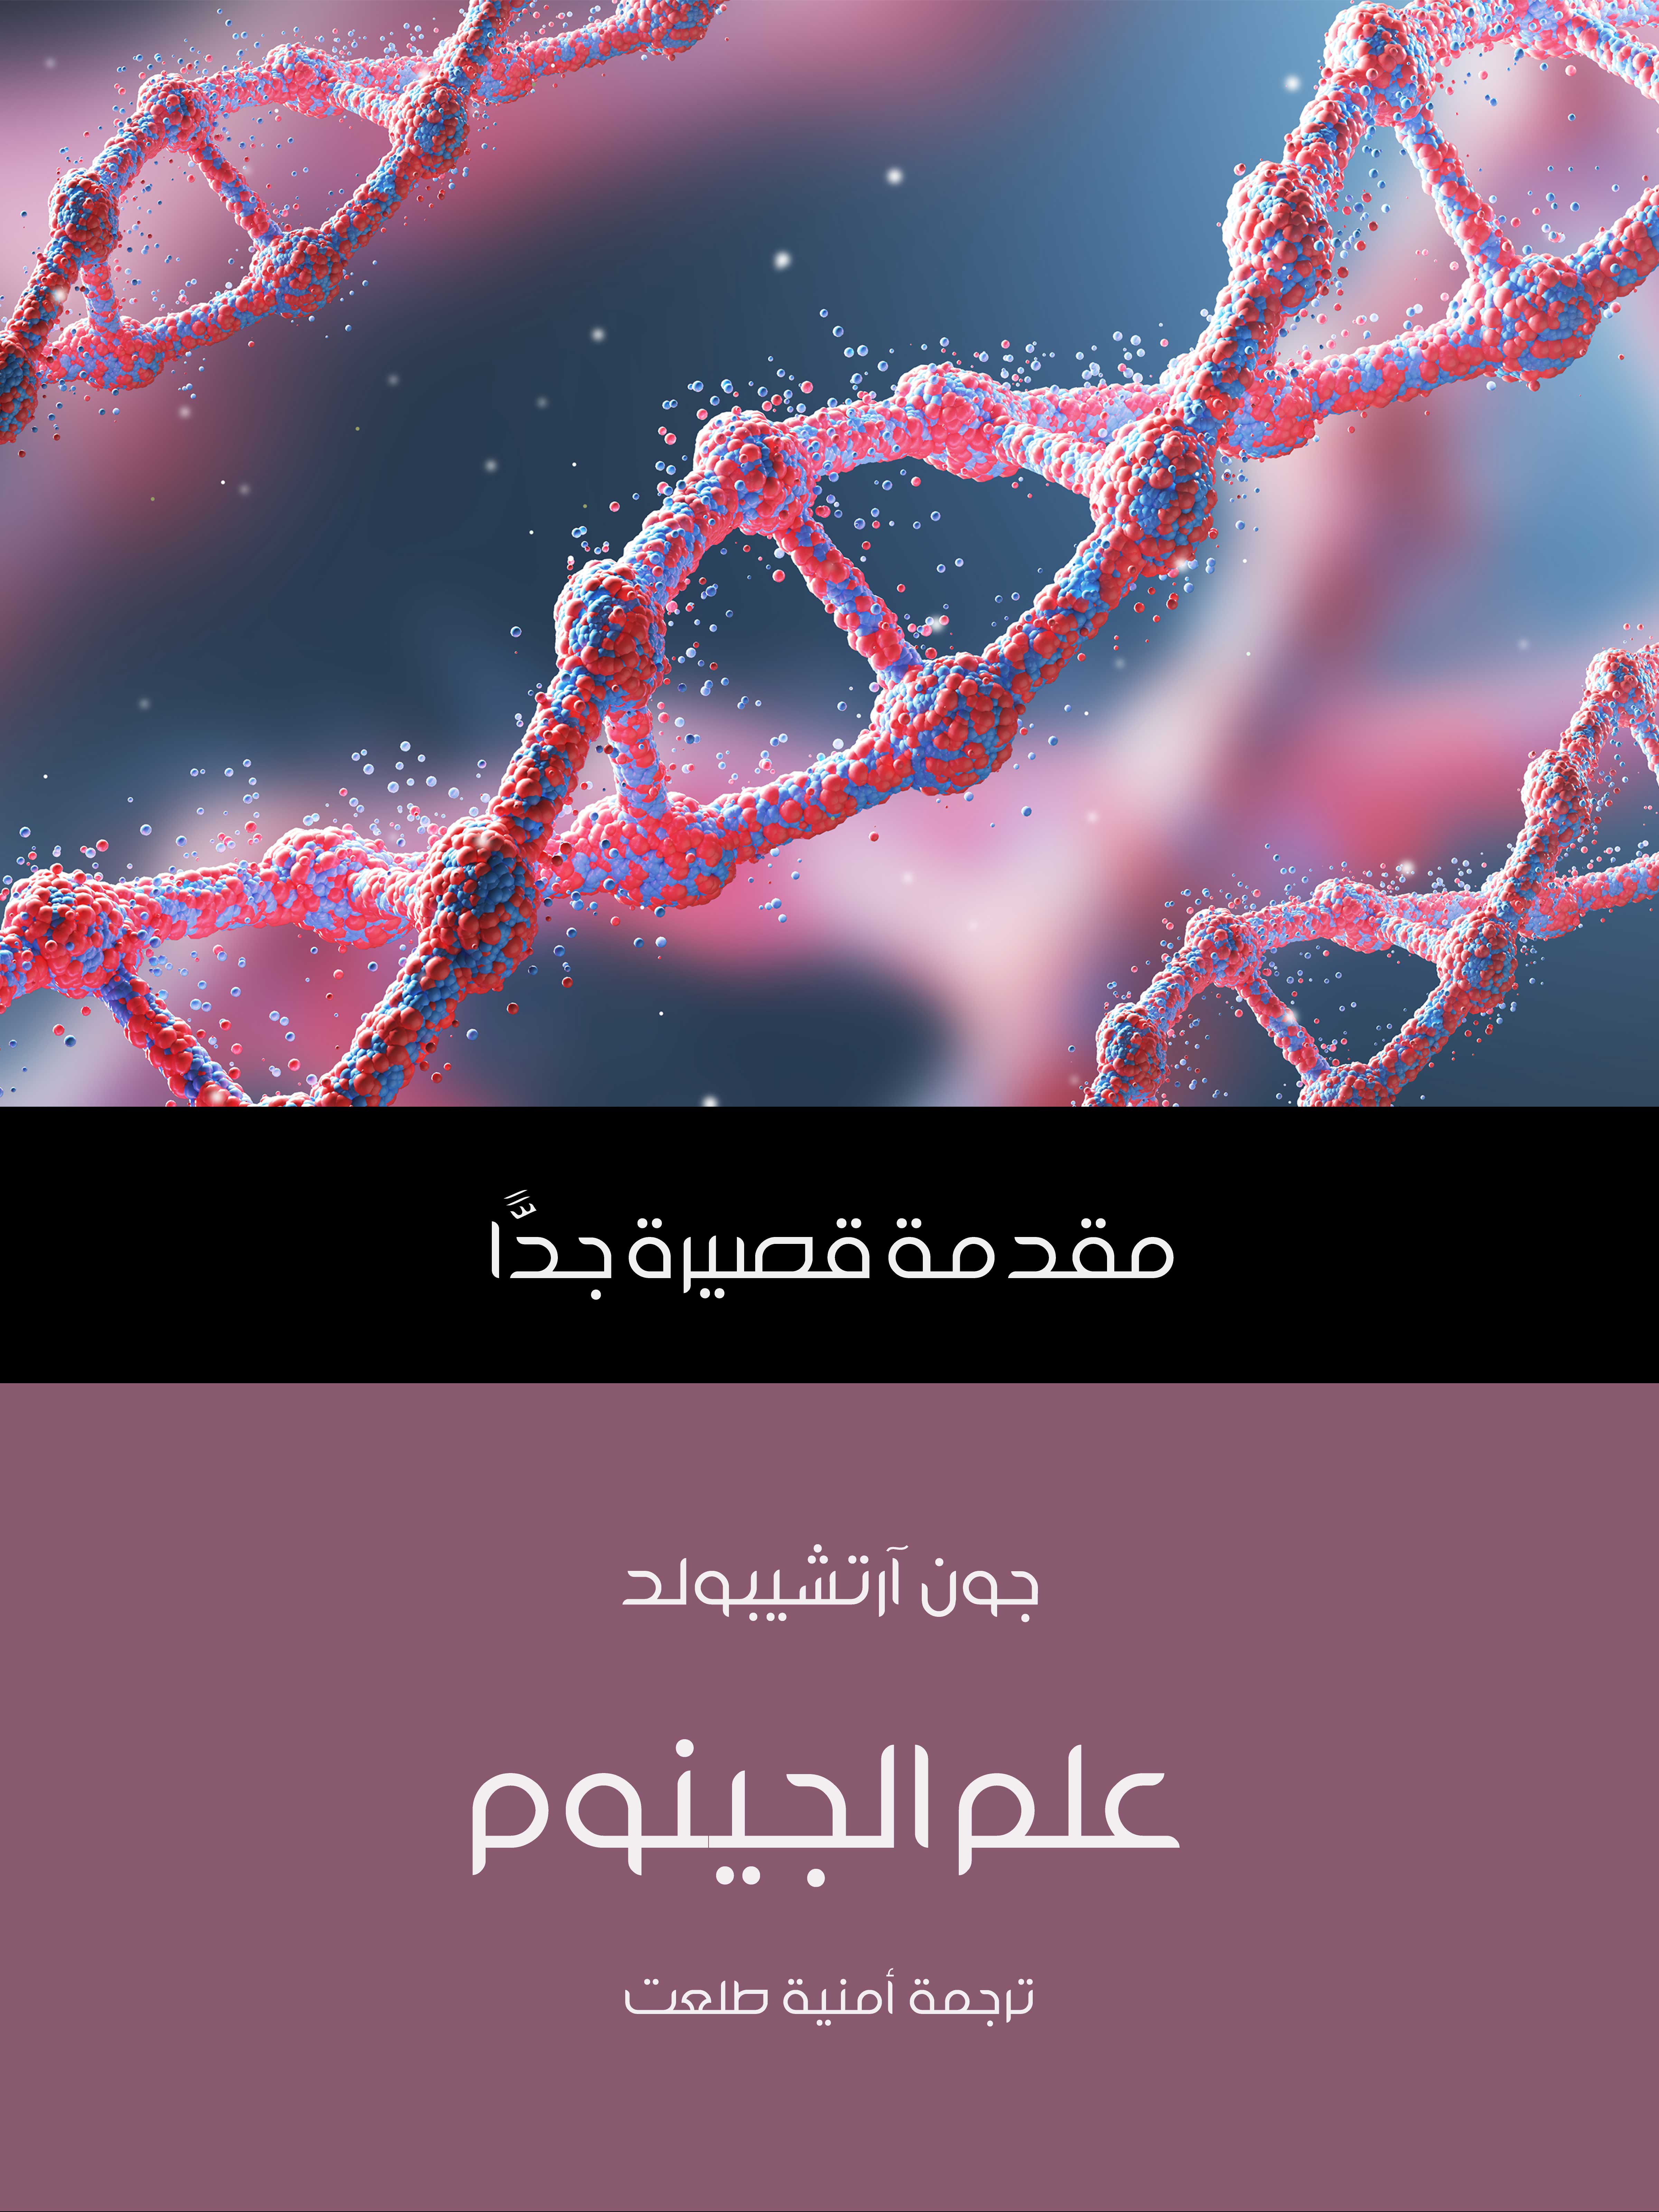 مقدمة قصيرة جدًّا
جون آرتشيبولد
علم الجينوم
ترجمة أمنية طلعت